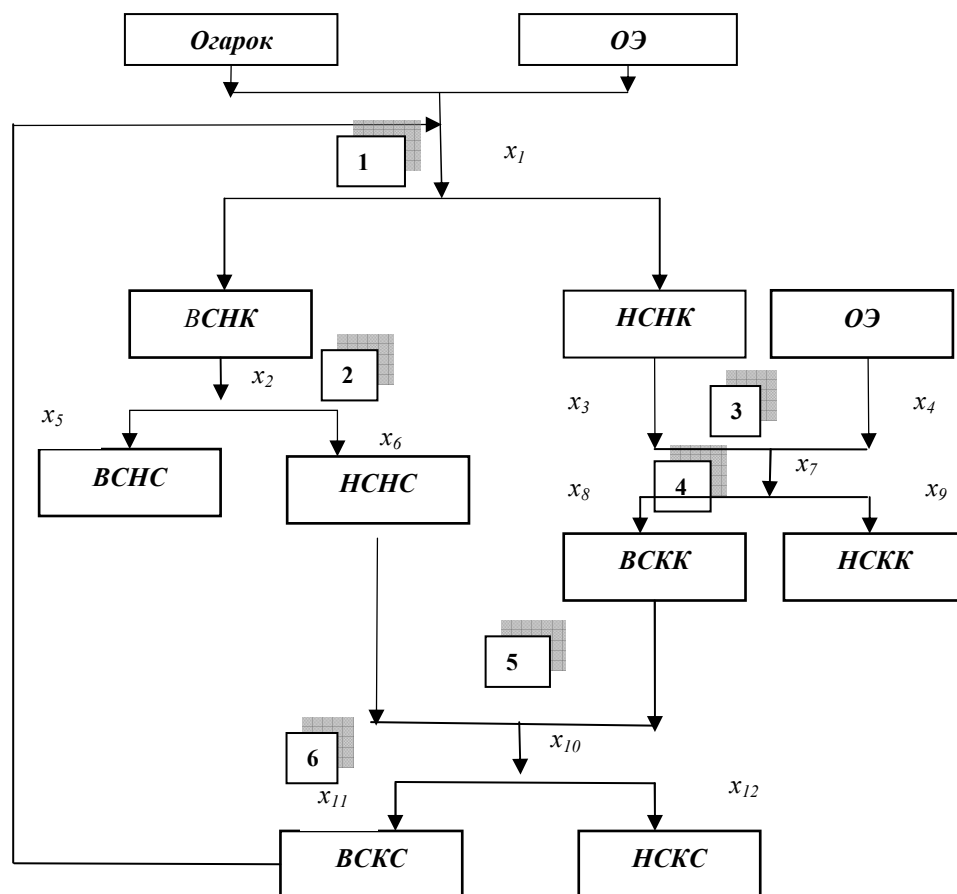 Огарок
ОЭ
1
x1
ВСНК
НСНК
ОЭ
2
x2
x3
3
x4
x5
x6
ВСНС
НСНС
x7
x8
4
x9
ВСКК
НСКК
5
x10
6
x11
x12
ВСКС
НСКС